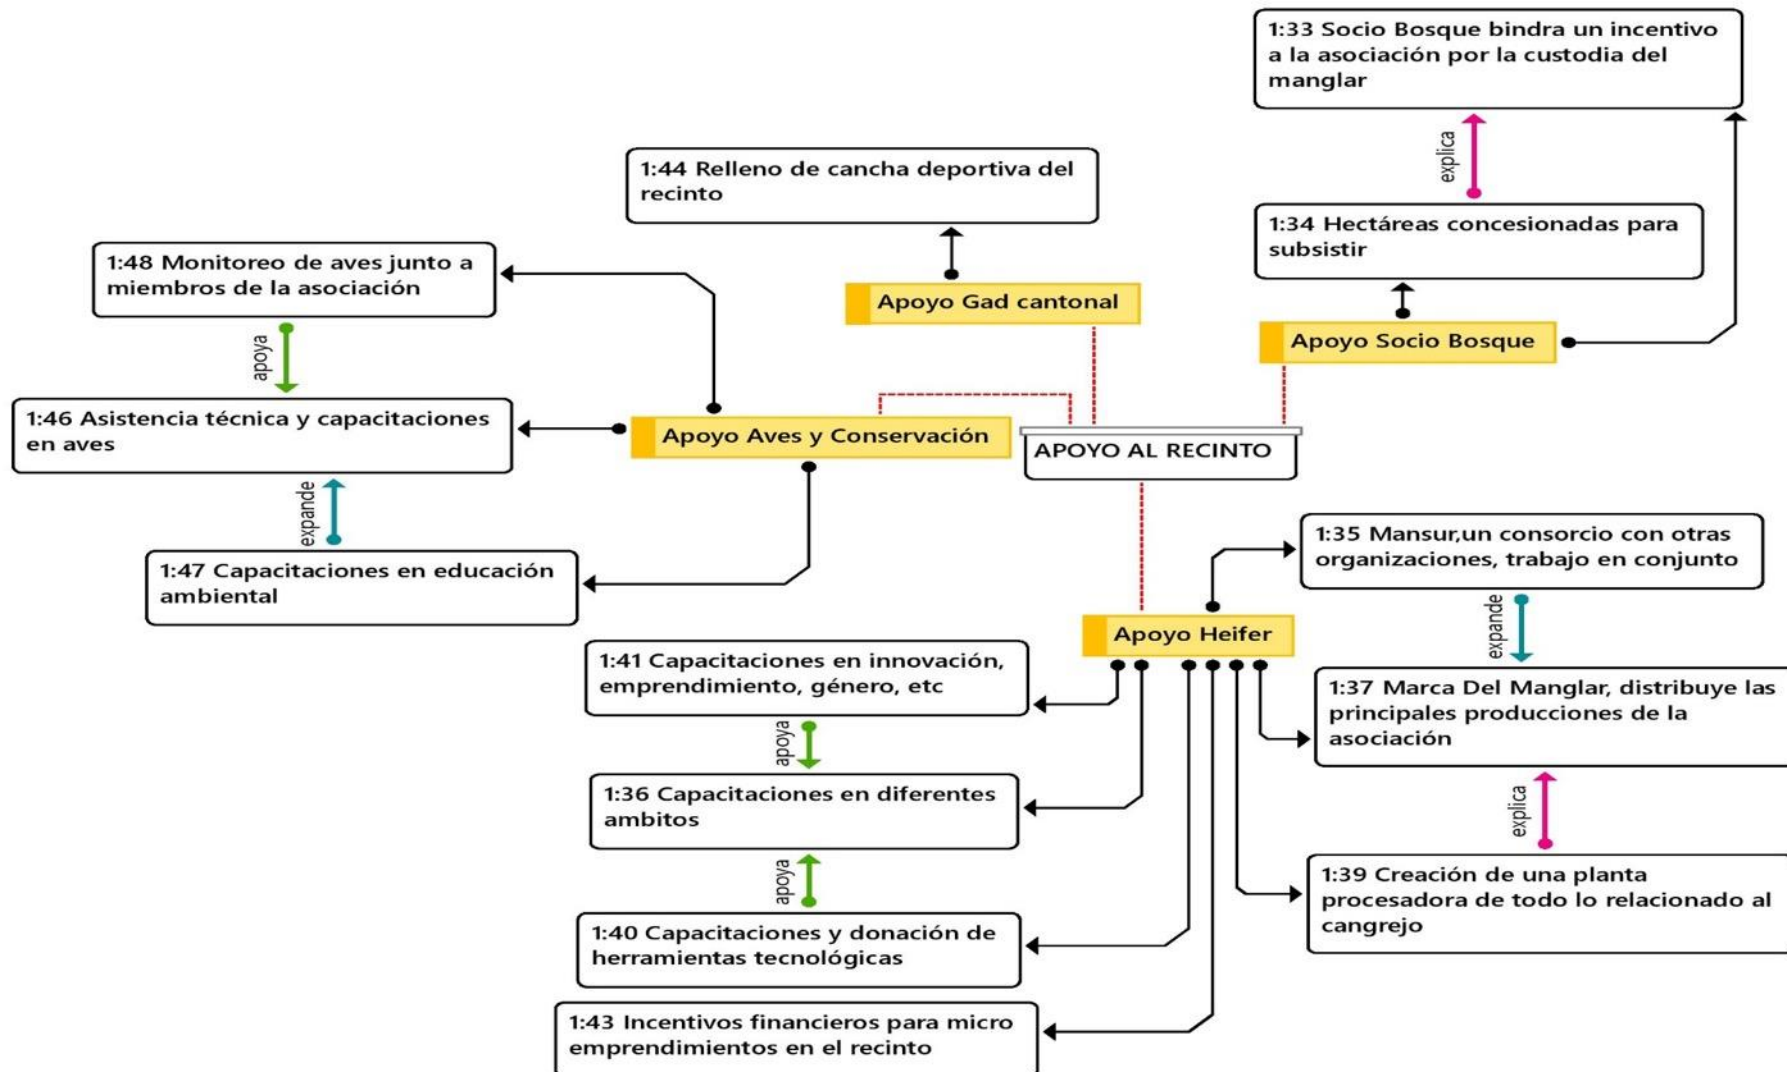 1:33 Socio Bosque bindra un incentivo
a la asociación por la custodia del
manglar
explica
1:44 Relleno de cancha deportiva del
recinto
1:34 Hectáreas concesionadas para
subsistir
1:48 Monitoreo de aves junto a
miembros de la asociación
Apoyo Gad cantonal
Apoyo Socio Bosque
apoya
1:46 Asistencia técnica y capacitaciones
en aves
Apoyo Aves y Conservación
APOYO AL RECINTO
expande
1:47 Capacitaciones en educación
ambiental
1:35 Mansur,un consorcio con otras
organizaciones, trabajo en conjunto
Apoyo Heifer
expande
1:41 Capacitaciones en innovación,
emprendimiento, género, etc
1:37 Marca Del Manglar, distribuye las
principales producciones de la
asociación
apoya
1:36 Capacitaciones en diferentes
ambitos
explica
apoya
1:39 Creación de una planta
procesadora de todo lo relacionado al
cangrejo
1:40 Capacitaciones y donación de
herramientas tecnológicas
1:43 Incentivos financieros para micro
emprendimientos en el recinto